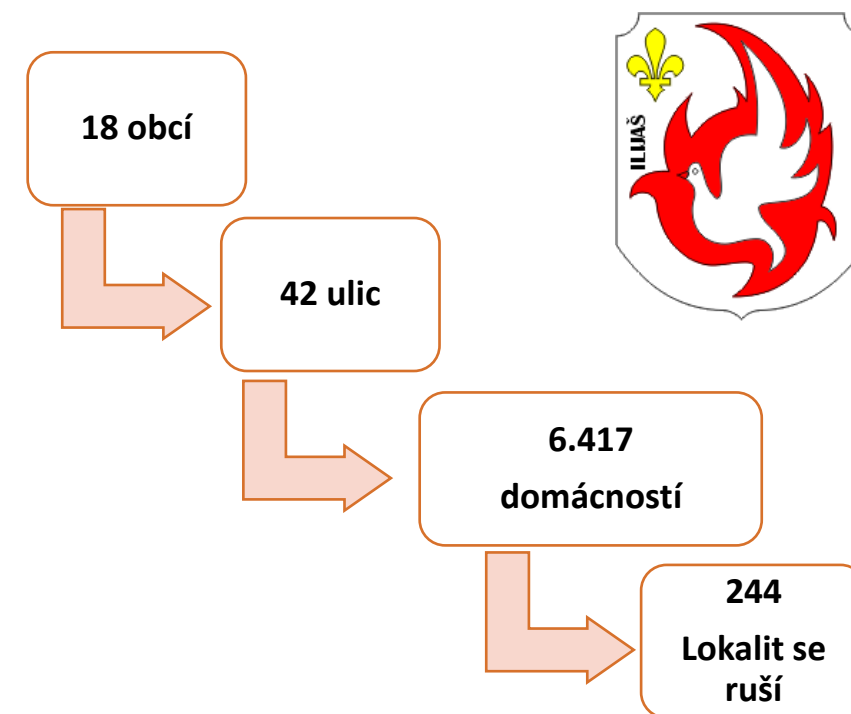 18 obcí
ILIJAŠ
42 ulic
6.417
domácností
244
Lokalit se
ruší